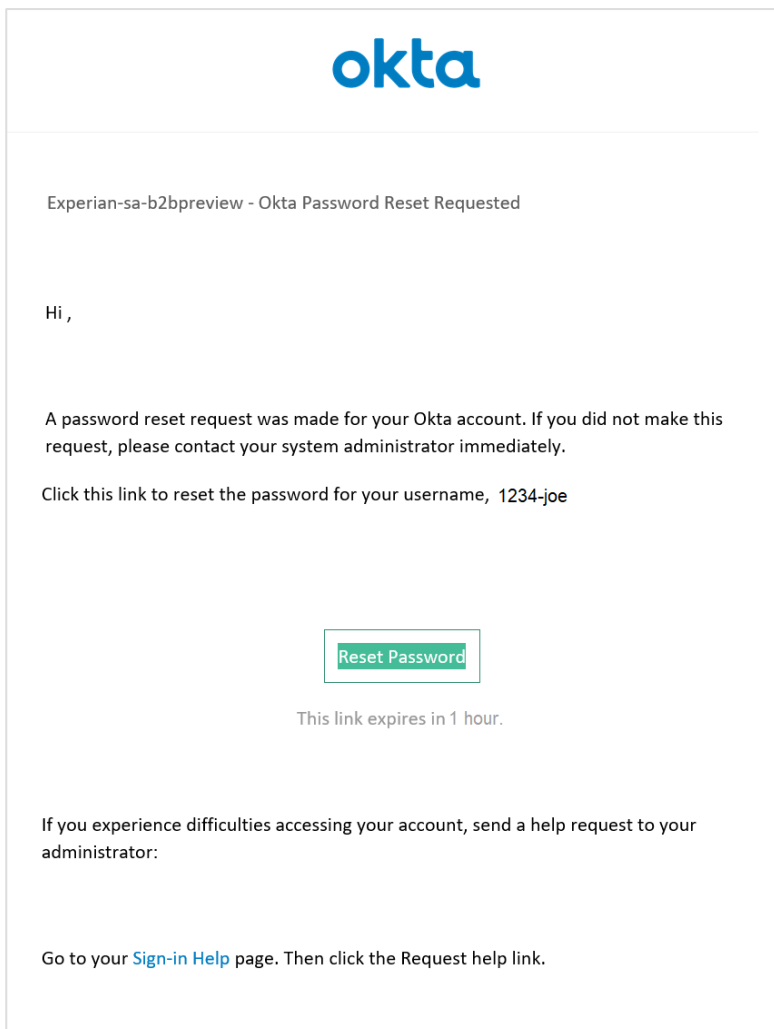 okta
Experian-sa-b2bpreview - Okta Password Reset Requested
Hi ,
A password reset request was made for your Okta account. If you did not make this
request, please contact your system administrator immediately.
Click this link to reset the password for your username, 1234-joe
Reset Password
This link expires in 1 hour.
If you experience difficulties accessing your account, send a help request to your
administrator:
Go to your Sign-in Help page. Then click the Request help link.